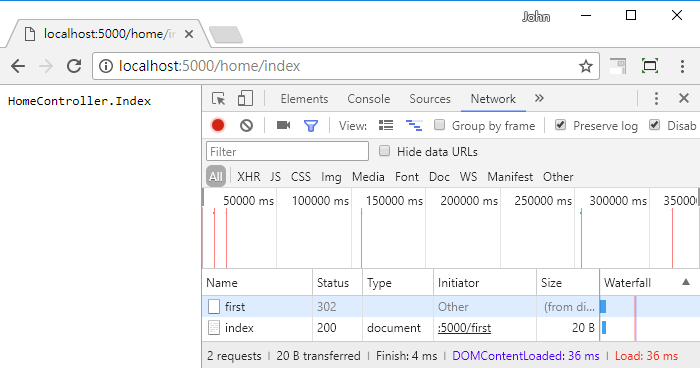 John
localhost:5000/home/in
localhost:5000/home/index
HomeController.Index
Elements Console Sources Network »
View: Group by frame Preserve log Disab
Filter Hide data URLs
All XHR JS CSS Img Media Font Doc WS Manifest Other
50000 ms 100000 ms 150000 ms 200000 ms 250000 ms 300000 ms 35000
Name Status Type Initiator Size Waterfall
first 302 Other (from di...
index 200 document :5000/first 20 B
2 requests | 20 B transferred | Finish: 4 ms | DOMContentLoaded: 36 ms | Load: 36 ms